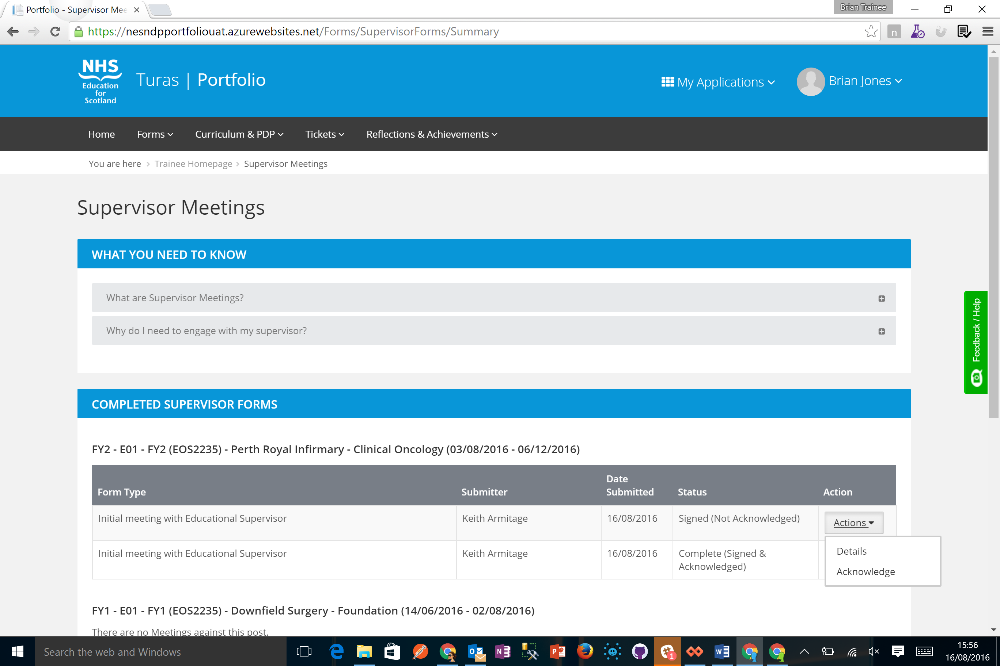 Portfolio - Supervisor Mee
Brian Trainee
https://nesndpportfoliouat.azurewebsites.net/Forms/SupervisorForms/Summary
n
NHS
Education
for
Scotland
Turas | Portfolio
My Applications
Brian Jones
Home
Forms
Curriculum & PDP
Tickets
Reflections & Achievements
You are here > Trainee Homepage > Supervisor Meetings
Supervisor Meetings
WHAT YOU NEED TO KNOW
What are Supervisor Meetings?
Why do I need to engage with my supervisor?
Feedback / Help
COMPLETED SUPERVISOR FORMS
FY2 - E01 - FY2 (EOS2235) - Perth Royal Infirmary - Clinical Oncology (03/08/2016 - 06/12/2016)
Form Type
Submitter
Date
Submitted
Status
Action
Initial meeting with Educational Supervisor
Keith Armitage
16/08/2016
Signed (Not Acknowledged)
Actions
Initial meeting with Educational Supervisor
Keith Armitage
16/08/2016
Complete (Signed &
Acknowledged)
Details
Acknowledge
FY1 - E01 - FY1 (EOS2235) - Downfield Surgery - Foundation (14/06/2016 - 02/08/2016)
There are no Meetings against this post.
Search the web and Windows
1
15:56
16/08/2016